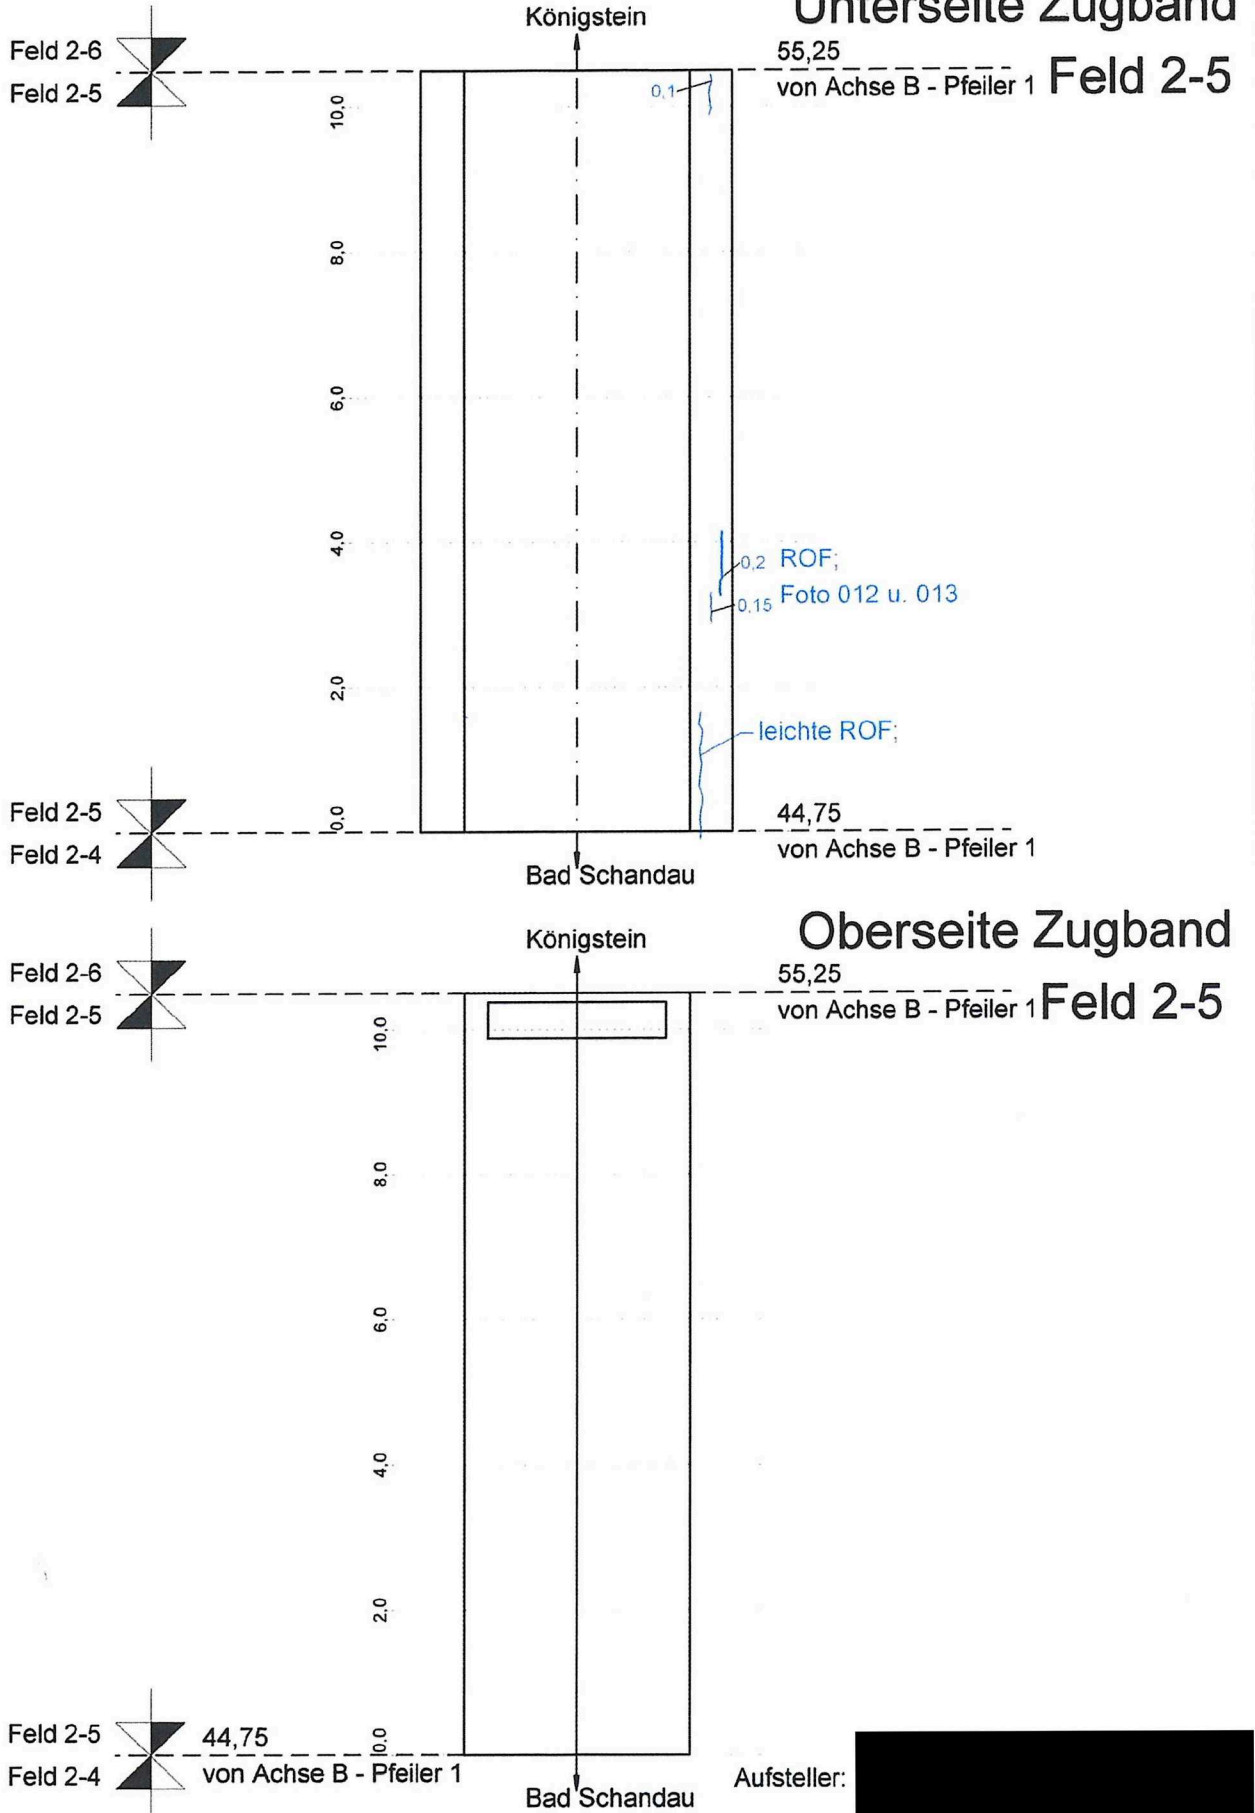 Unterseite Zugband
Feld 2-5
Königstein
Feld 2-6
Feld 2-5
55,25
von Achse B - Pfeiler 1
0,1
10,0
8,0
6,0
4,0
0,2 ROF;
0,15 Foto 012 u. 013
2,0
leichte ROF;
0,0
Feld 2-5
Feld 2-4
44,75
von Achse B - Pfeiler 1
Bad Schandau
Oberseite Zugband
Feld 2-5
Königstein
Feld 2-6
Feld 2-5
55,25
von Achse B - Pfeiler 1
10,0
8,0
6,0
4,0
2,0
0,0
Feld 2-5
Feld 2-4
44,75
von Achse B - Pfeiler 1
Bad Schandau
Aufsteller: